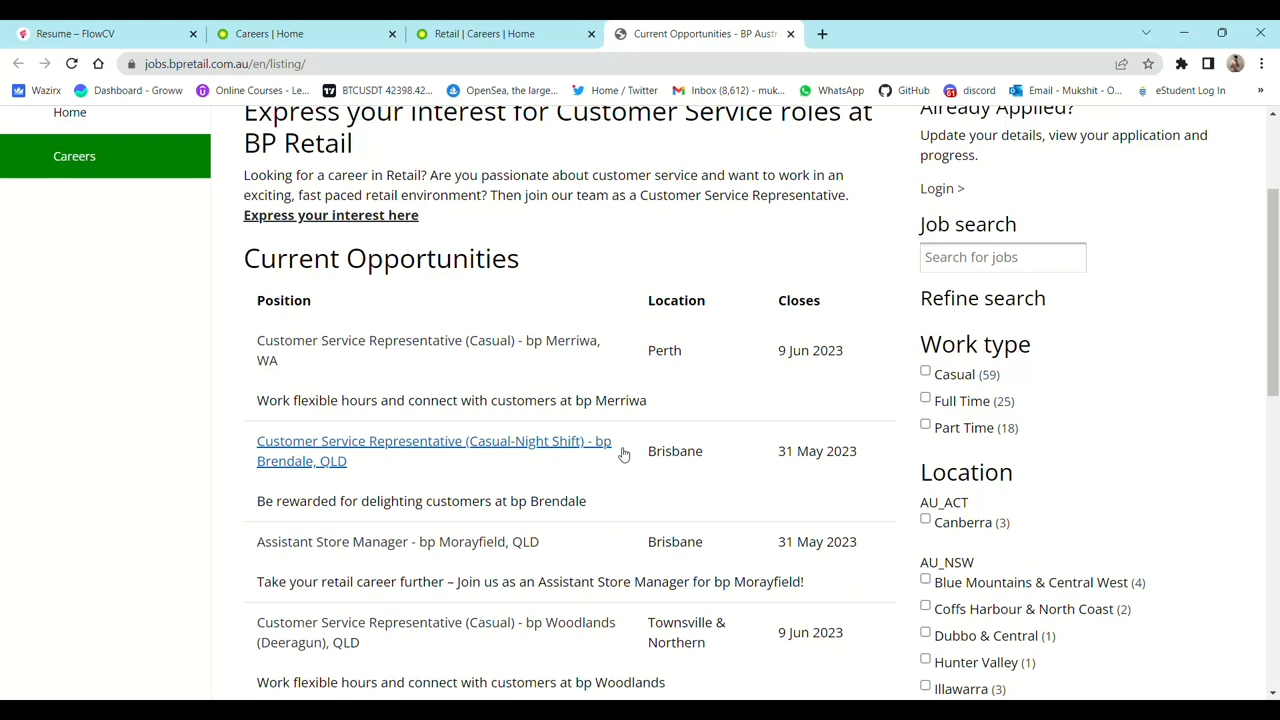 Resume – FlowCV
Careers | Home
Retail | Careers | Home
Current Opportunities - BP Austr
jobs.bpretail.com.au/en/listing/
Wazirx
Dashboard - Groww
Online Courses - Le...
BTCUSDT 42398.42...
OpenSea, the large...
Home / Twitter
Inbox (8,612) - muk...
WhatsApp
GitHub
discord
Email - Mukshit - O...
eStudent Log In
»
Home
Careers
Express your interest for Customer Service roles at
BP Retail
Looking for a career in Retail? Are you passionate about customer service and want to work in an
exciting, fast paced retail environment? Then join our team as a Customer Service Representative.
Express your interest here
Current Opportunities
Position Location Closes
Customer Service Representative (Casual) - bp Merriwa,
WA
Perth 9 Jun 2023
Work flexible hours and connect with customers at bp Merriwa
Customer Service Representative (Casual-Night Shift) - bp
Brendale, QLD
Brisbane 31 May 2023
Be rewarded for delighting customers at bp Brendale
Assistant Store Manager - bp Morayfield, QLD Brisbane 31 May 2023
Take your retail career further – Join us as an Assistant Store Manager for bp Morayfield!
Customer Service Representative (Casual) - bp Woodlands
(Deeragun), QLD
Townsville &
Northern
9 Jun 2023
Work flexible hours and connect with customers at bp Woodlands
Already Applied?
Update your details, view your application and
progress.
Login >
Job search
Search for jobs
Refine search
Work type
Casual (59)
Full Time (25)
Part Time (18)
Location
AU_ACT
Canberra (3)
AU_NSW
Blue Mountains & Central West (4)
Coffs Harbour & North Coast (2)
Dubbo & Central (1)
Hunter Valley (1)
Illawarra (3)